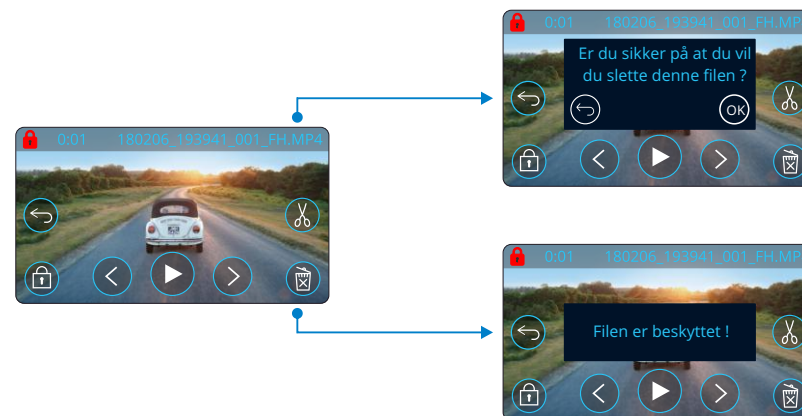 0:01 180206_193941_001_FH.MP4
0:01 180206_193941_001_FH.MP
Er du sikker på at du vil
du slette denne filen ?
OK
0:01 180206_193941_001_FH.MP
Filen er beskyttet !